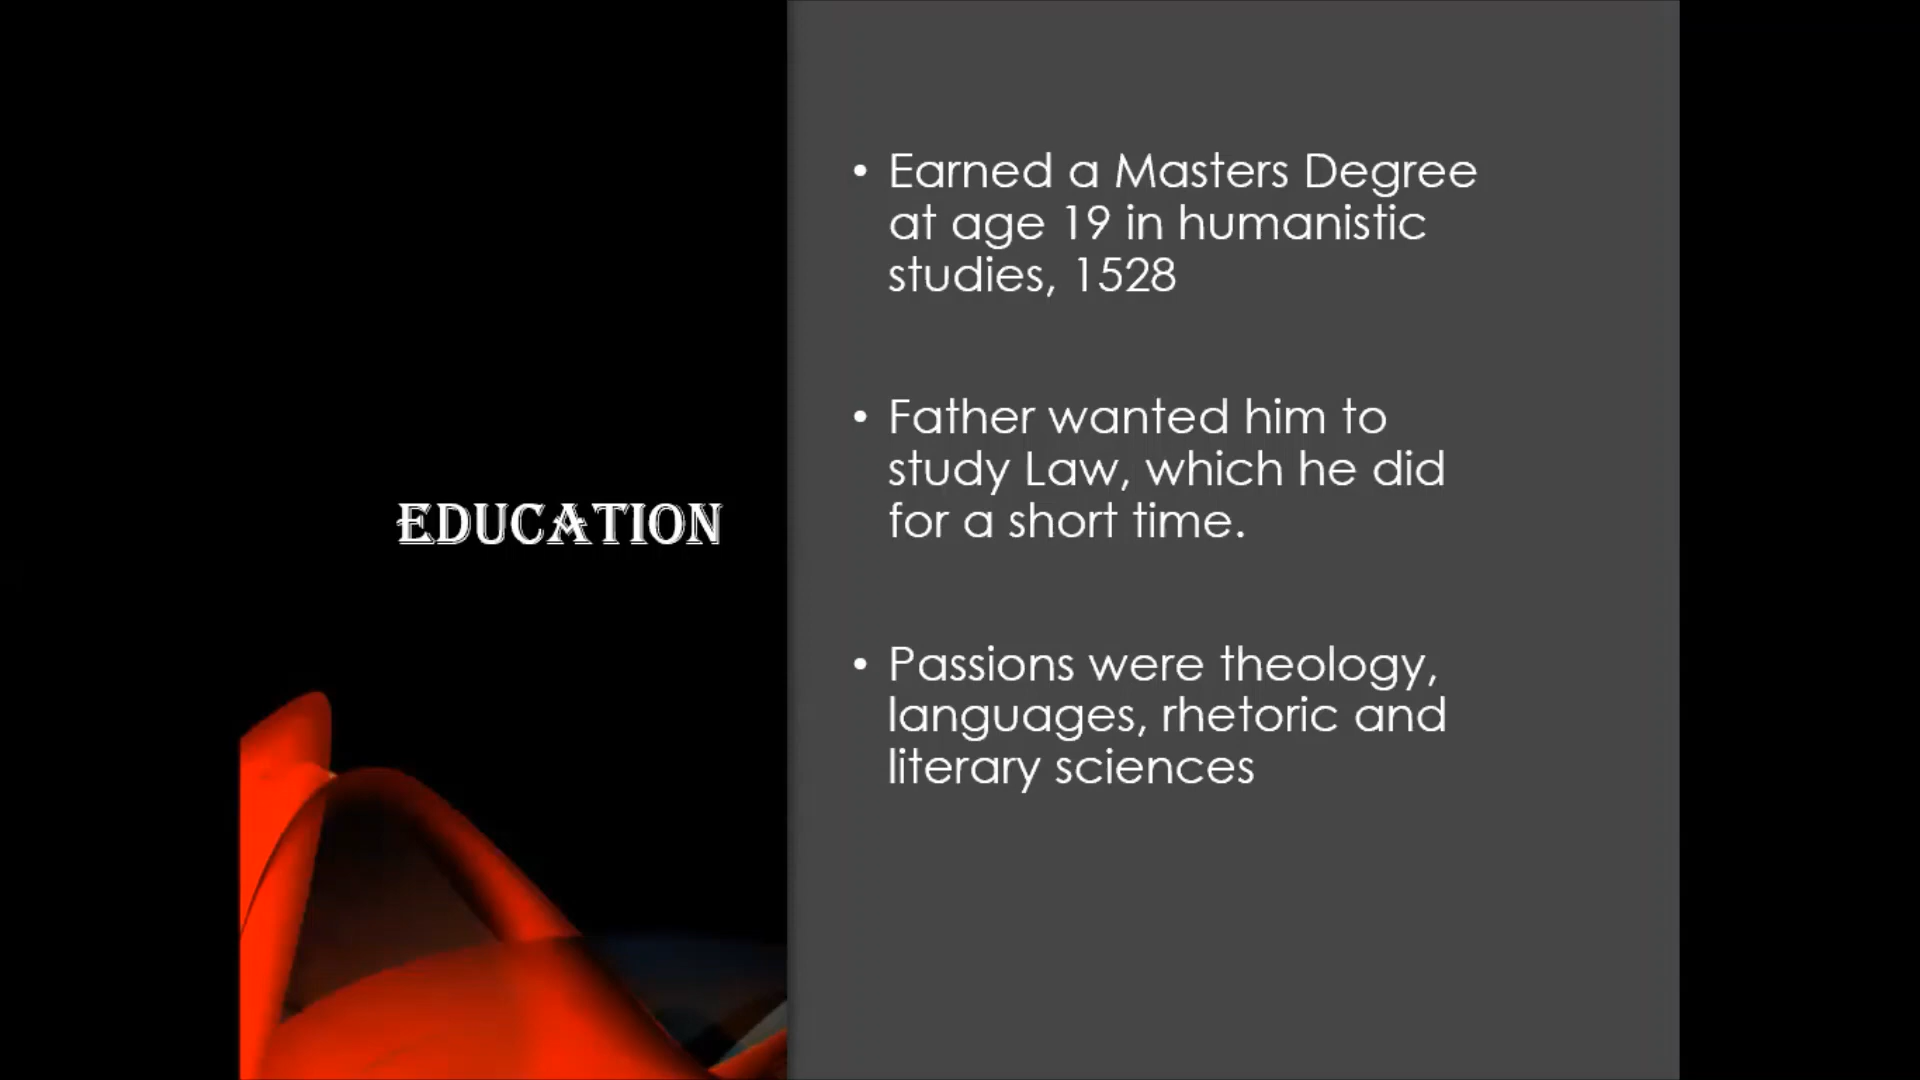 EDUCATION
• Earned a Masters Degree
at age 19 in humanistic
studies, 1528
• Father wanted him to
study Law, which he did
for a short time.
• Passions were theology,
languages, rhetoric and
literary sciences